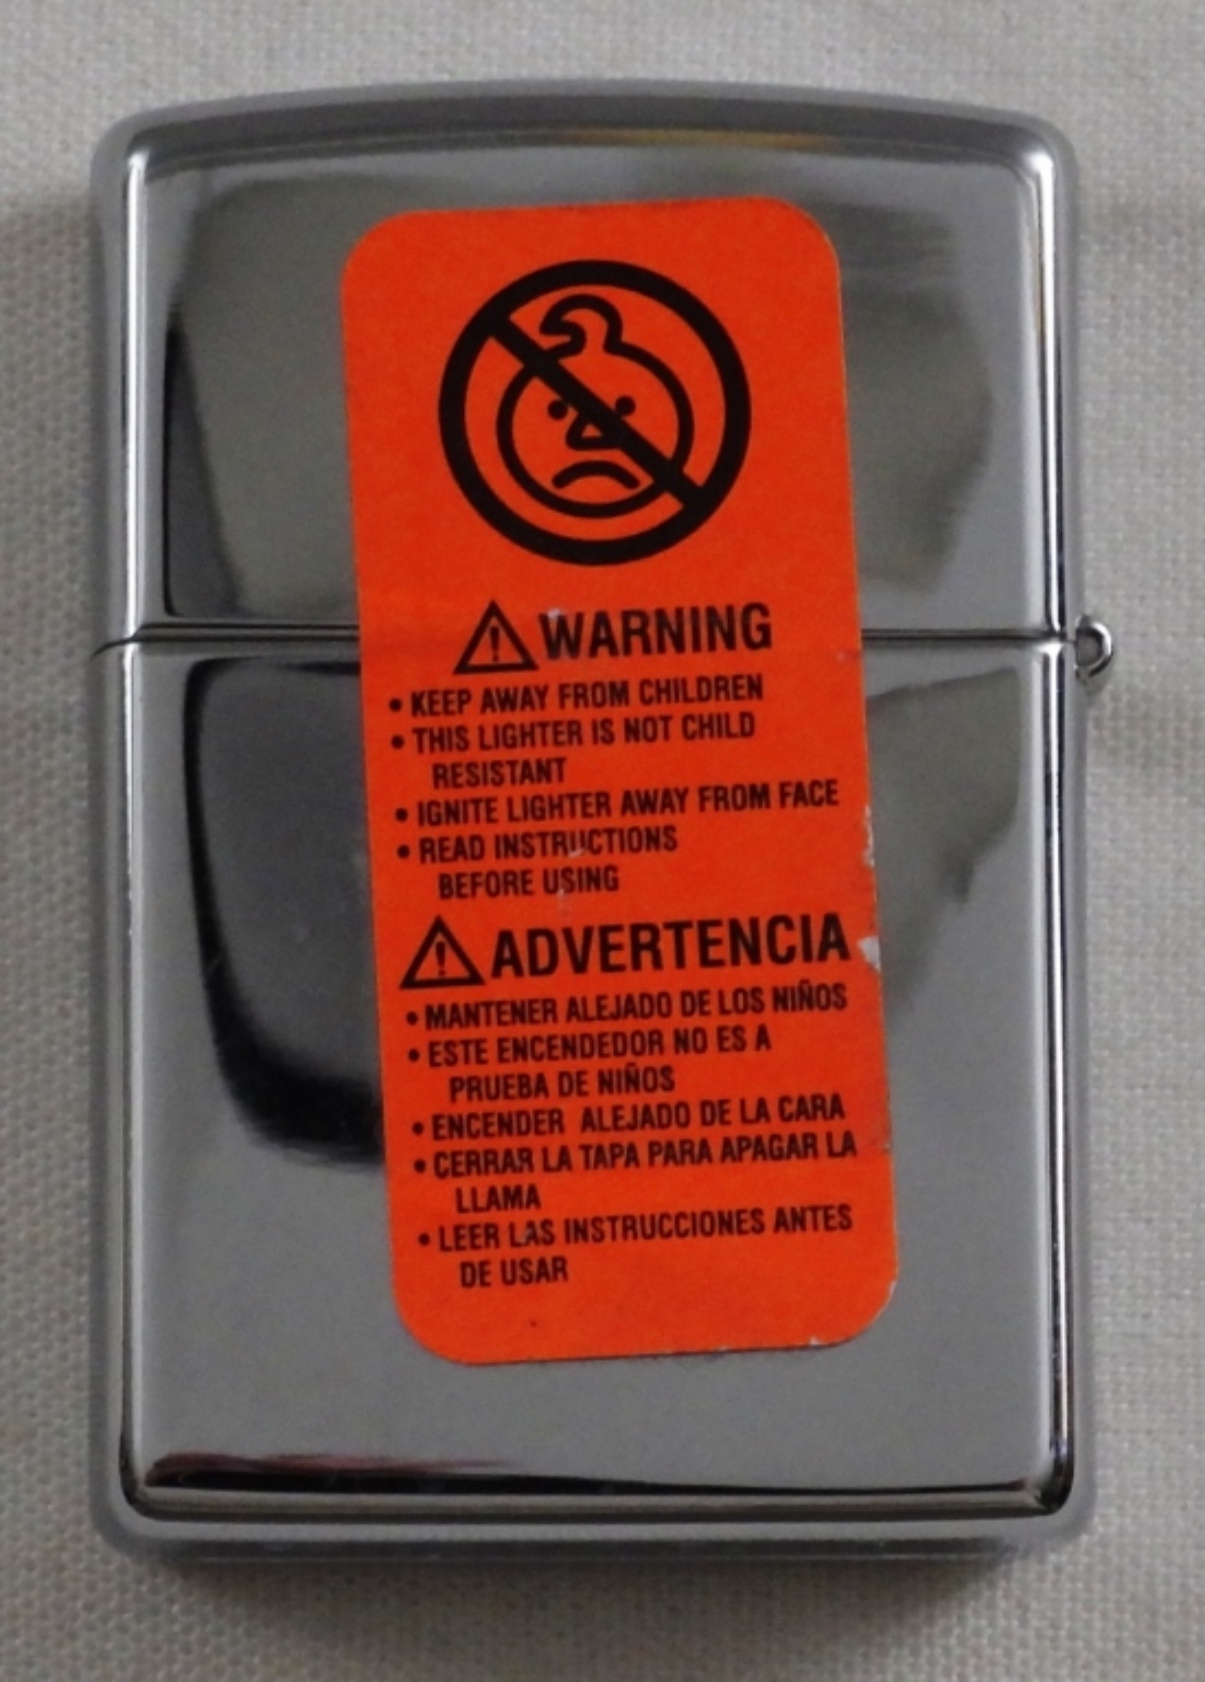 WARNING
• KEEP AWAY FROM CHILDREN
• THIS LIGHTER IS NOT CHILD
RESISTANT
• IGNITE LIGHTER AWAY FROM FACE
• READ INSTRUCTIONS
BEFORE USING
ADVERTENCIA
• MANTENER ALEJADO DE LOS NIÑOS
• ESTE ENCENDEDOR NO ES A
PRUEBA DE NIÑOS
• ENCENDER ALEJADO DE LA CARA
• CERRAR LA TAPA PARA APAGAR LA
LLAMA
• LEER LAS INSTRUCCIONES ANTES
DE USAR